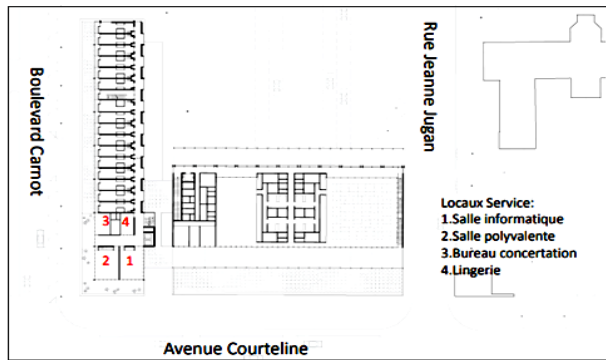 Boulevard Carnot
Rue Jeanne Jugan
3 4
2 1
Locaux Service:
1.Salle informatique
2.Salle polyvalente
3.Bureau concertation
4.Lingerie
Avenue Courteline